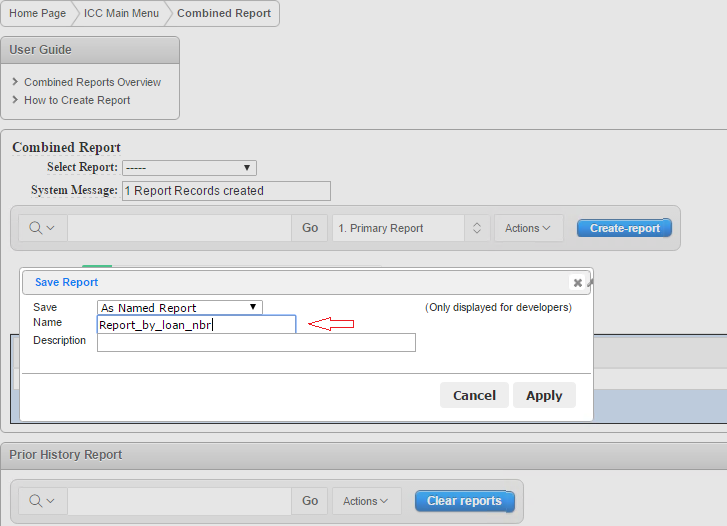 Home Page ICC Main Menu Combined Report
User Guide
Combined Reports Overview
How to Create Report
Combined Report
Select Report: -----
System Message: 1 Report Records created
Go 1. Primary Report Actions Create-report
Save Report
Save As Named Report (Only displayed for developers)
Name Report_by_loan_nbr
Description
Cancel Apply
Prior History Report
Go Actions Clear reports